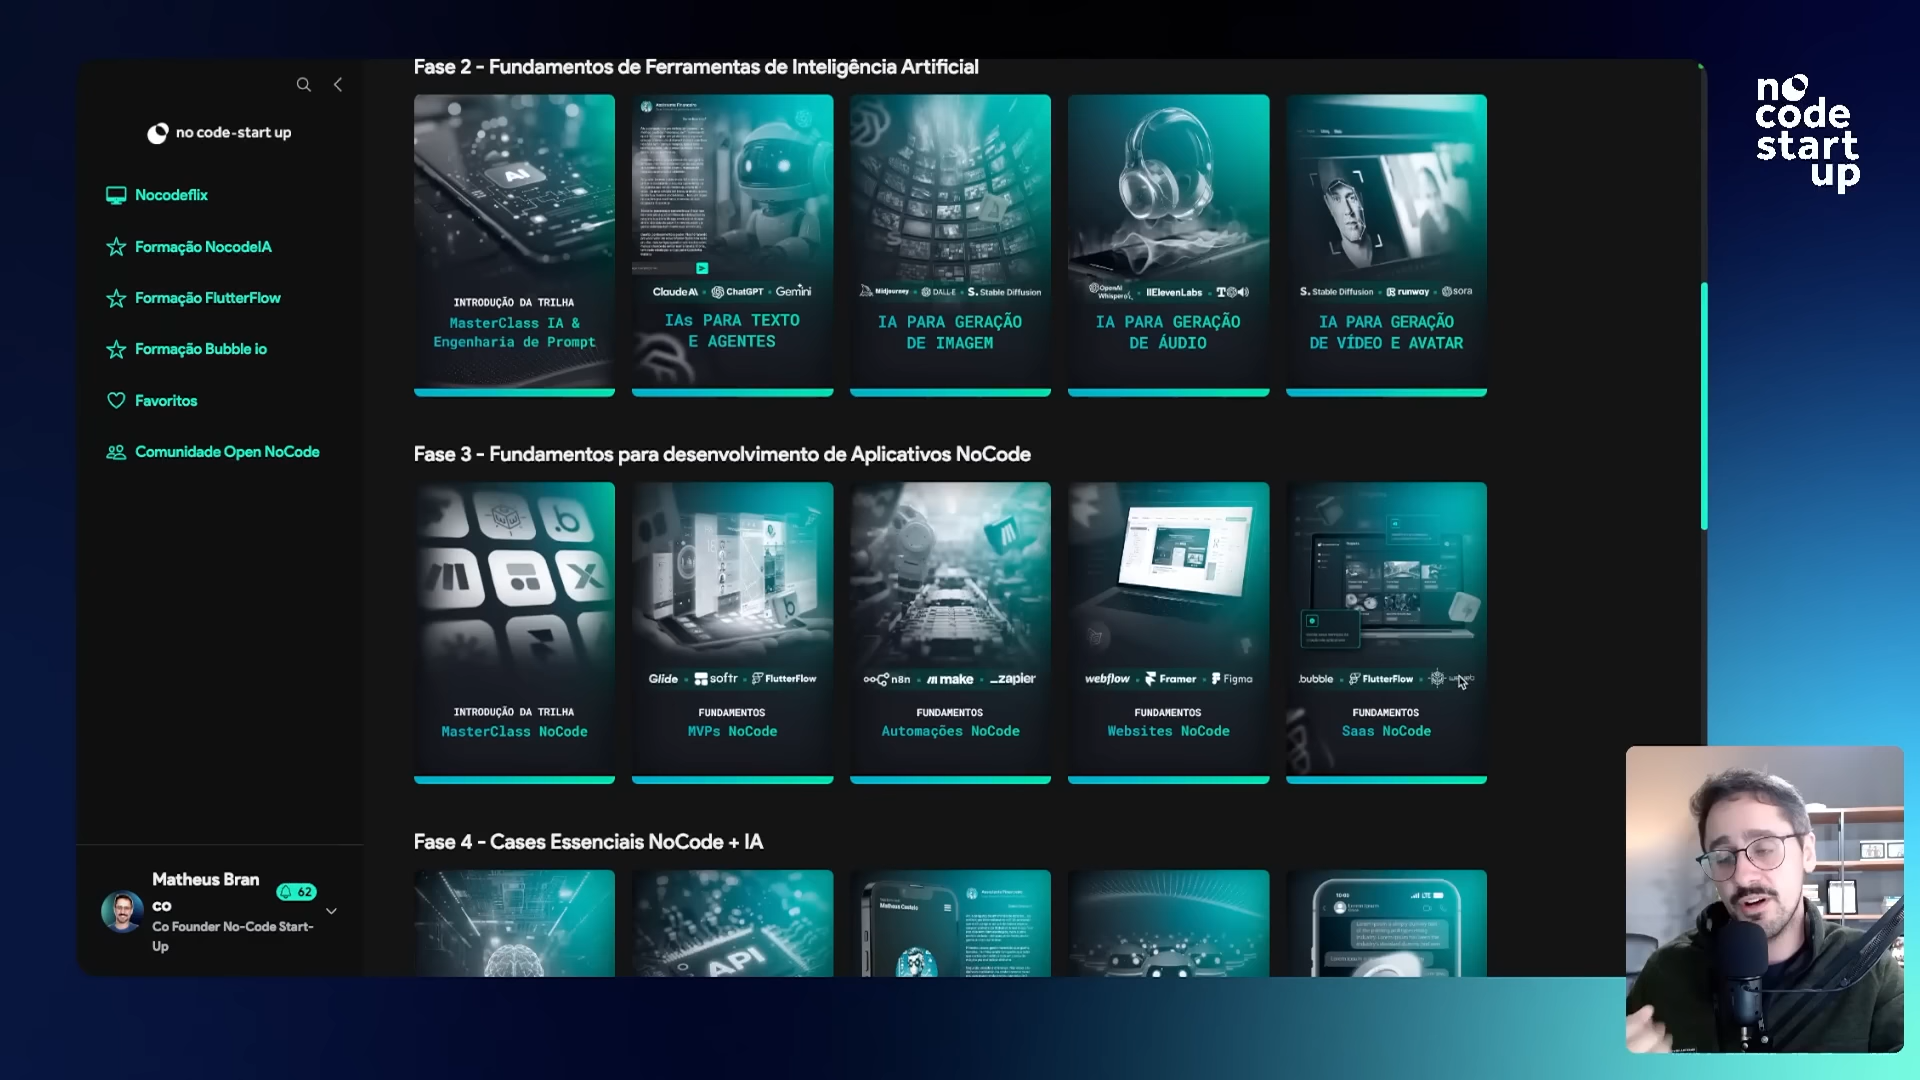 no code-start up
Nocodeflix
Formação NocodeIA
Formação FlutterFlow
Formação Bubble io
Favoritos
Comunidade Open NoCode
Matheus Bran
co
62
Co Founder No-Code Start-
Up
Fase 2 - Fundamentos de Ferramentas de Inteligência Artificial
AI
INTRODUÇÃO DA TRILHA
MasterClass IA &
Engenharia de Prompt
Claude AI ChatGPT Gemini
IAs PARA TEXTO
E AGENTES
Midjourney DALL-E Stable Diffusion
IA PARA GERAÇÃO
DE IMAGEM
OpenAI Whisper IIElevenLabs
IA PARA GERAÇÃO
DE ÁUDIO
Stable Diffusion runway sora
IA PARA GERAÇÃO
DE VÍDEO E AVATAR
Fase 3 - Fundamentos para desenvolvimento de Aplicativos NoCode
INTRODUÇÃO DA TRILHA
MasterClass NoCode
Glide softr FlutterFlow
FUNDAMENTOS
MVPs NoCode
n8n make zapier
FUNDAMENTOS
Automações NoCode
webflow Framer Figma
FUNDAMENTOS
Websites NoCode
bubble FlutterFlow
FUNDAMENTOS
Saas NoCode
Fase 4 - Cases Essenciais NoCode + IA
API
Matheus Castelo
10:03
LTE
no
code
start
up